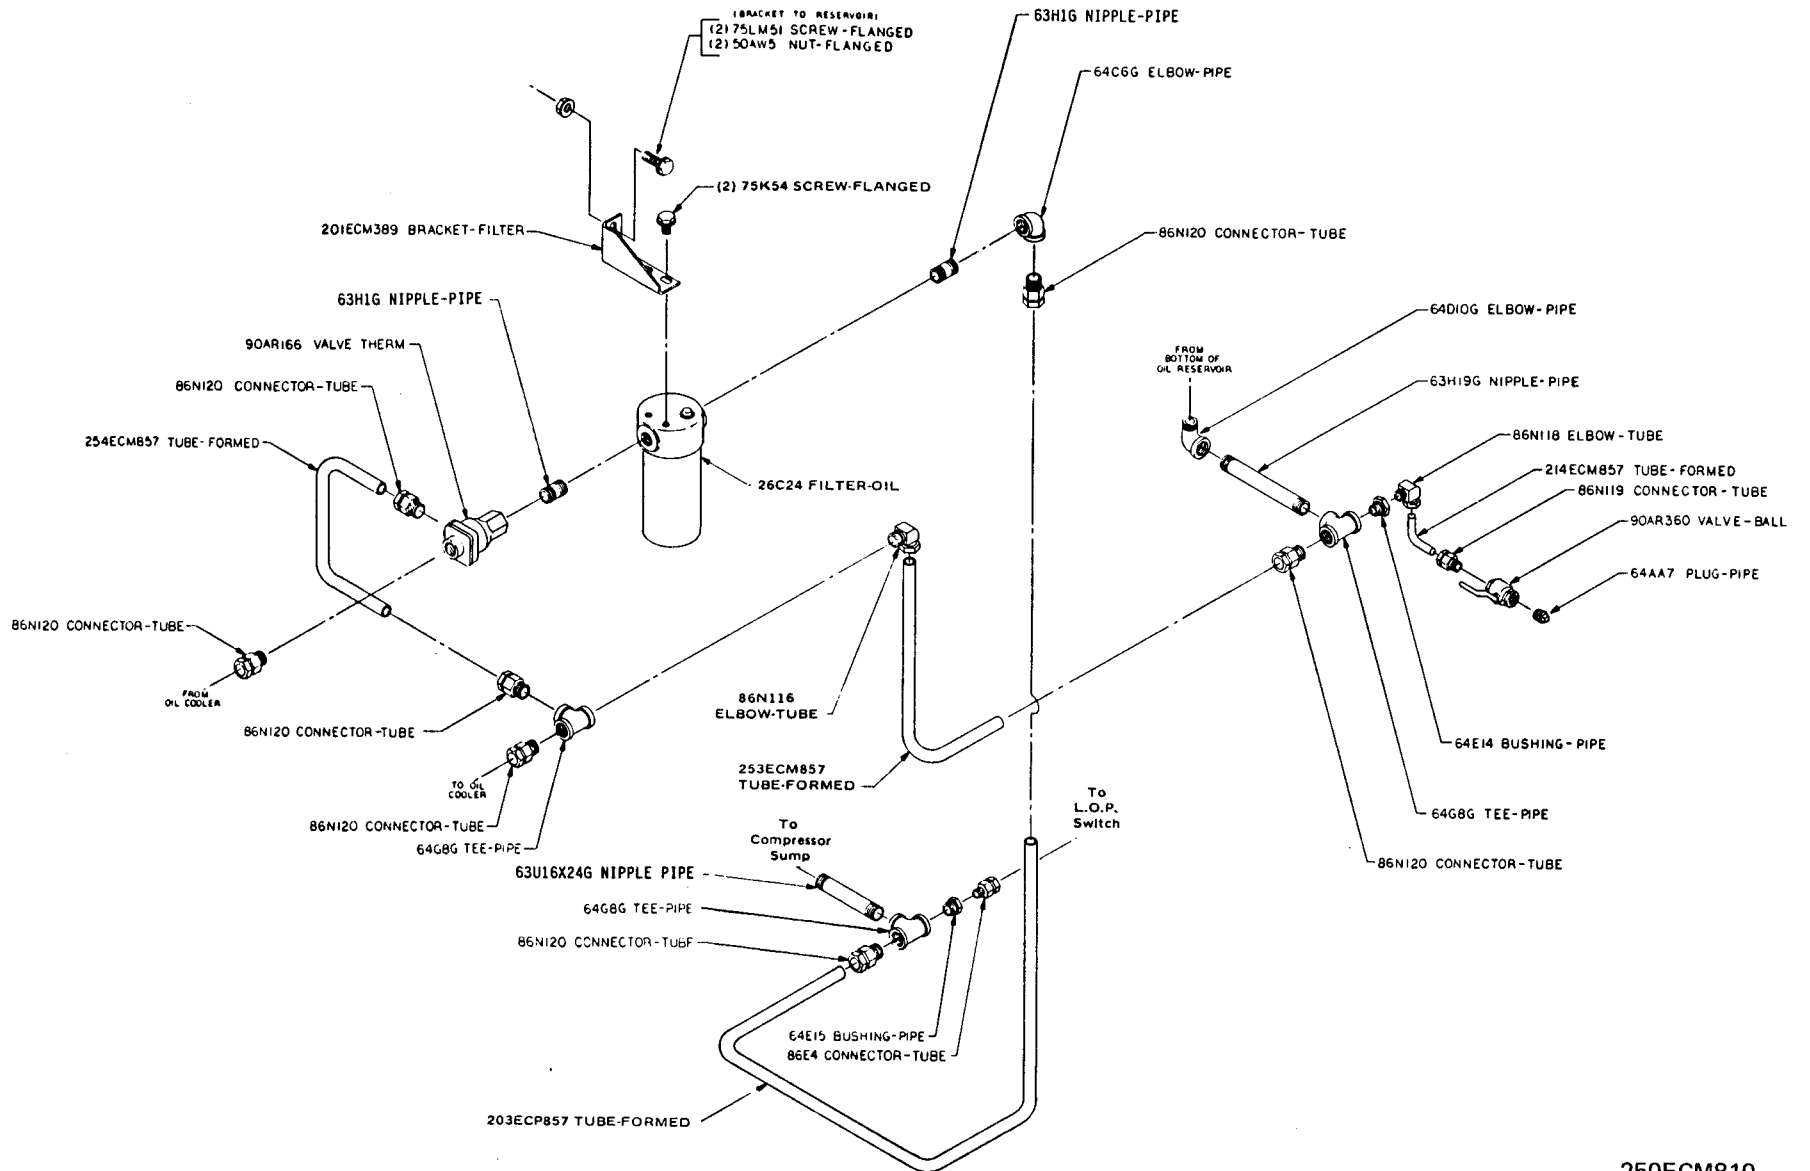 (BRACKET TO RESERVOIR)
(2) 75LM51 SCREW-FLANGED
(2) 50AW5 NUT-FLANGED
63H1G NIPPLE-PIPE
64C6G ELBOW-PIPE
(2) 75K54 SCREW-FLANGED
201ECM389 BRACKET-FILTER
86N120 CONNECTOR-TUBE
63H1G NIPPLE-PIPE
64D10G ELBOW-PIPE
90AR166 VALVE THERM
FROM
BOTTOM OF
OIL RESERVOIR
86N120 CONNECTOR-TUBE
63H19G NIPPLE-PIPE
254ECM857 TUBE-FORMED
86N118 ELBOW-TUBE
214ECM857 TUBE-FORMED
26C24 FILTER-OIL
86N119 CONNECTOR-TUBE
90AR360 VALVE-BALL
64AA7 PLUG-PIPE
86N120 CONNECTOR-TUBE
FROM
OIL COOLER
86N116
ELBOW-TUBE
86N120 CONNECTOR-TUBE
64E14 BUSHING-PIPE
253ECM857
TUBE-FORMED
TO OIL
COOLER
To
L.O.P.
Switch
64G8G TEE-PIPE
86N120 CONNECTOR-TUBE
To
Compressor
Sump
64G8G TEE-PIPE
86N120 CONNECTOR-TUBE
63U16X24G NIPPLE PIPE
64G8G TEE-PIPE
86N120 CONNECTOR-TUBE
64E15 BUSHING-PIPE
86E4 CONNECTOR-TUBE
203ECP857 TUBE-FORMED
250ECM810